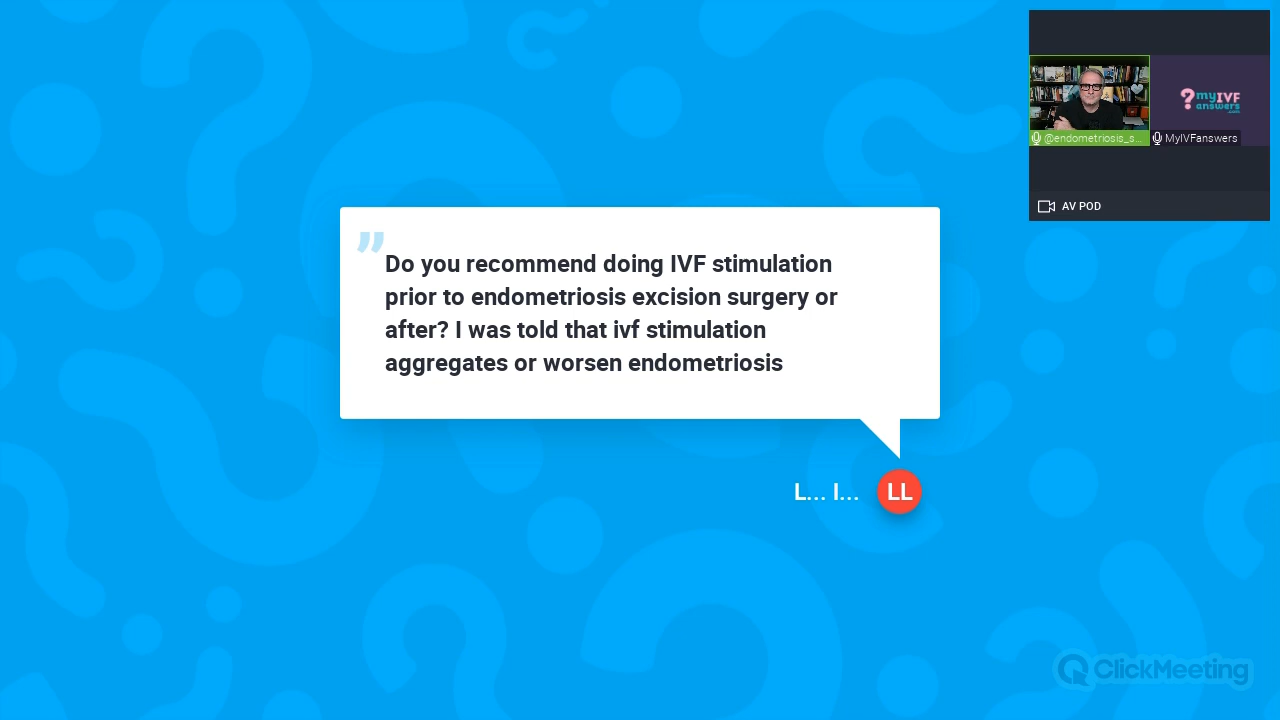 ?myIVF
answers
.com
@endometriosis_s...
MyIVFanswers
AV POD
”
Do you recommend doing IVF stimulation
prior to endometriosis excision surgery or
after? I was told that ivf stimulation
aggregates or worsen endometriosis
L... I...
LL
ClickMeeting